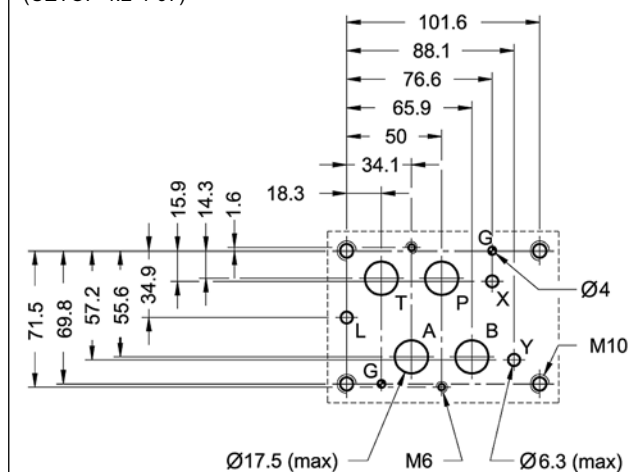 101.6
88.1
76.6
65.9
50
34.1
18.3
15.9
14.3
1.6
G
Ø4
T
P
X
71.5
69.8
57.2
55.6
34.9
L
A
B
Y
M10
G
Ø17.5 (max)
M6
Ø6.3 (max)